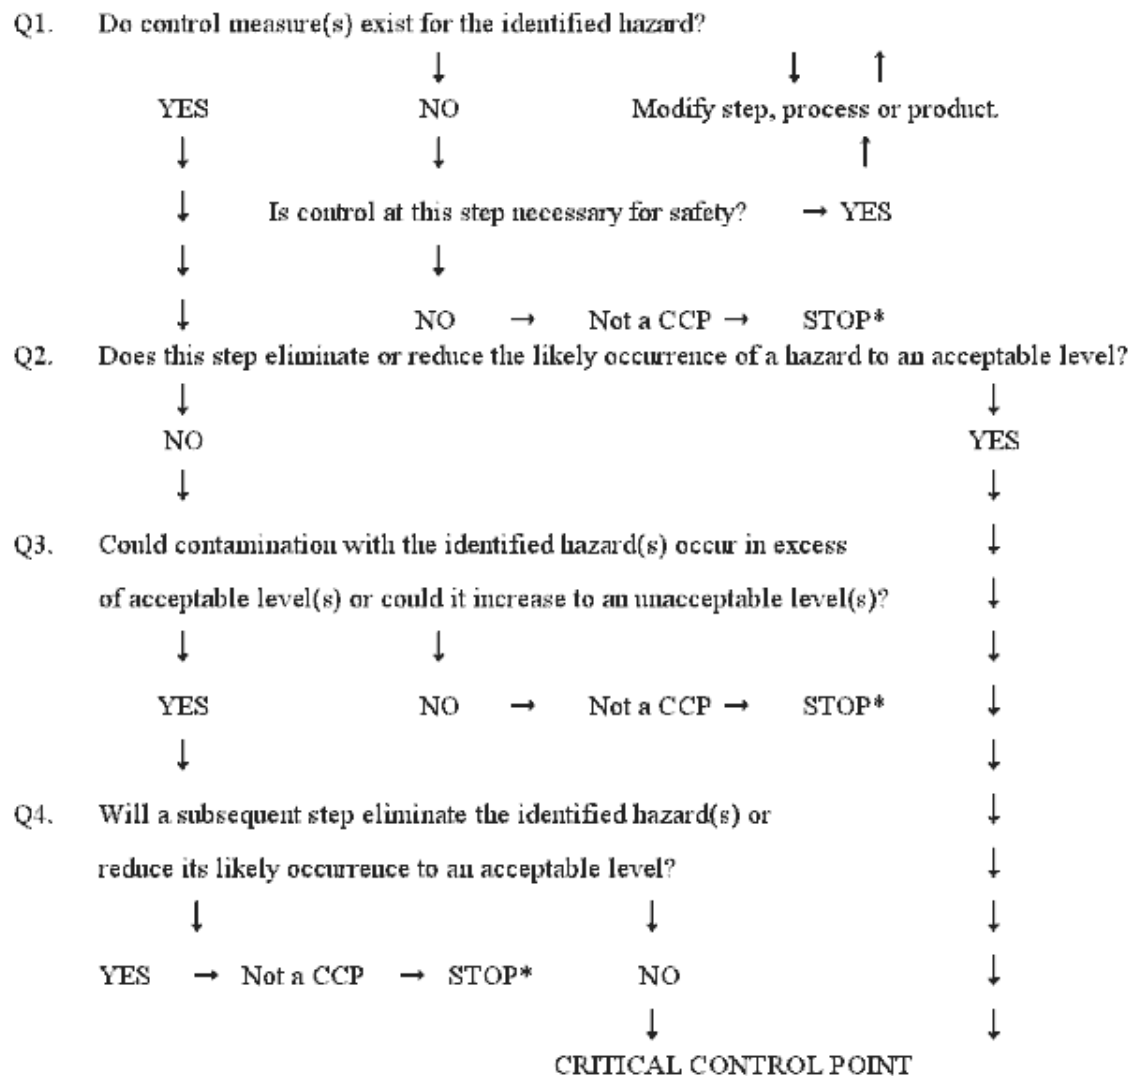 Q1. Do control measure(s) exist for the identified hazard?
↓ ↓ ↑
YES NO Modify step, process or product.
↓ ↓ ↑
↓ Is control at this step necessary for safety? → YES
↓ ↓
↓ NO → Not a CCP → STOP*
Q2. Does this step eliminate or reduce the likely occurrence of a hazard to an acceptable level?
↓ ↓
NO YES
↓ ↓
Q3. Could contamination with the identified hazard(s) occur in excess ↓
of acceptable level(s) or could it increase to an unacceptable level(s)? ↓
↓ ↓ ↓
YES NO → Not a CCP → STOP* ↓
↓ ↓
Q4. Will a subsequent step eliminate the identified hazard(s) or ↓
reduce its likely occurrence to an acceptable level? ↓
↓ ↓ ↓
YES → Not a CCP → STOP* NO ↓
↓ ↓
CRITICAL CONTROL POINT